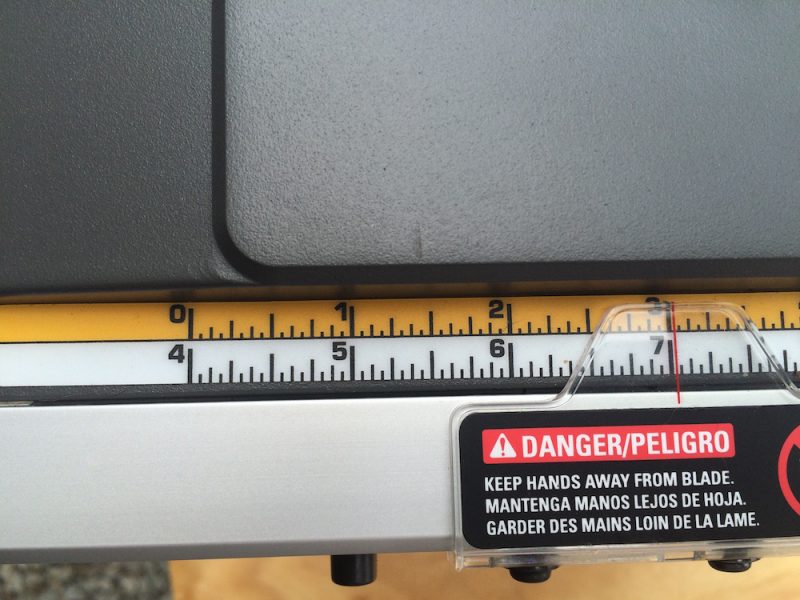 0 1 2 3
4 5 6 7
DANGER/PELIGRO
KEEP HANDS AWAY FROM BLADE.
MANTENGA MANOS LEJOS DE HOJA.
GARDER DES MAINS LOIN DE LA LAME.